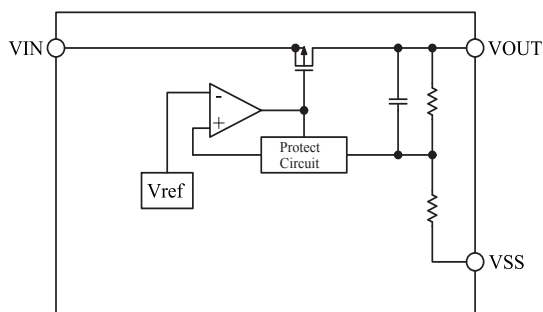 VIN
VOUT
-
+
Protect
Circuit
Vref
VSS